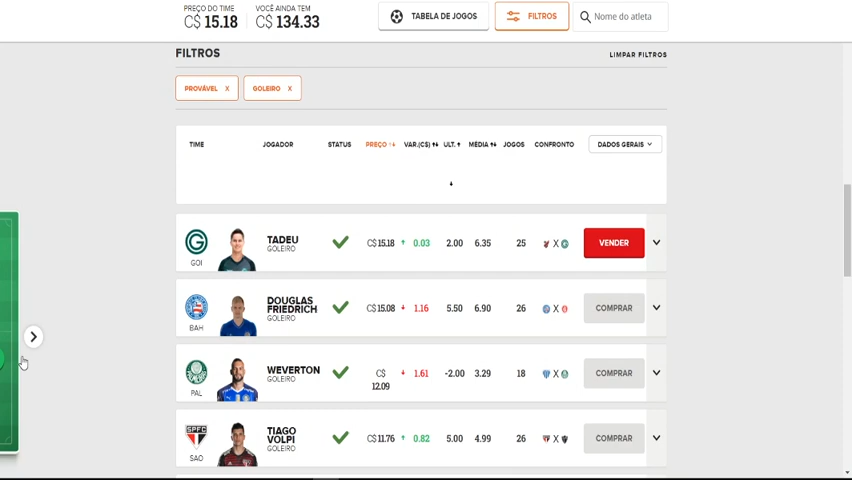 PREÇO DO TIME
C$ 15.18
VOCÊ AINDA TEM
C$ 134.33
TABELA DE JOGOS
FILTROS
Nome do atleta
FILTROS
LIMPAR FILTROS
PROVÁVEL X
GOLEIRO X
TIME JOGADOR STATUS PREÇO VAR.(C$) ULT. MÉDIA JOGOS CONFRONTO DADOS GERAIS
GOI
TADEU
GOLEIRO
C$ 15.18 0.03 2.00 6.35 25 X VENDER
BAH
DOUGLAS
FRIEDRICH
GOLEIRO
C$ 15.08 1.16 5.50 6.90 26 X COMPRAR
PAL
WEVERTON
GOLEIRO
C$
12.09
1.61 -2.00 3.29 18 X COMPRAR
SPFC
SAO
TIAGO
VOLPI
GOLEIRO
C$ 11.76 0.82 5.00 4.99 26 X COMPRAR